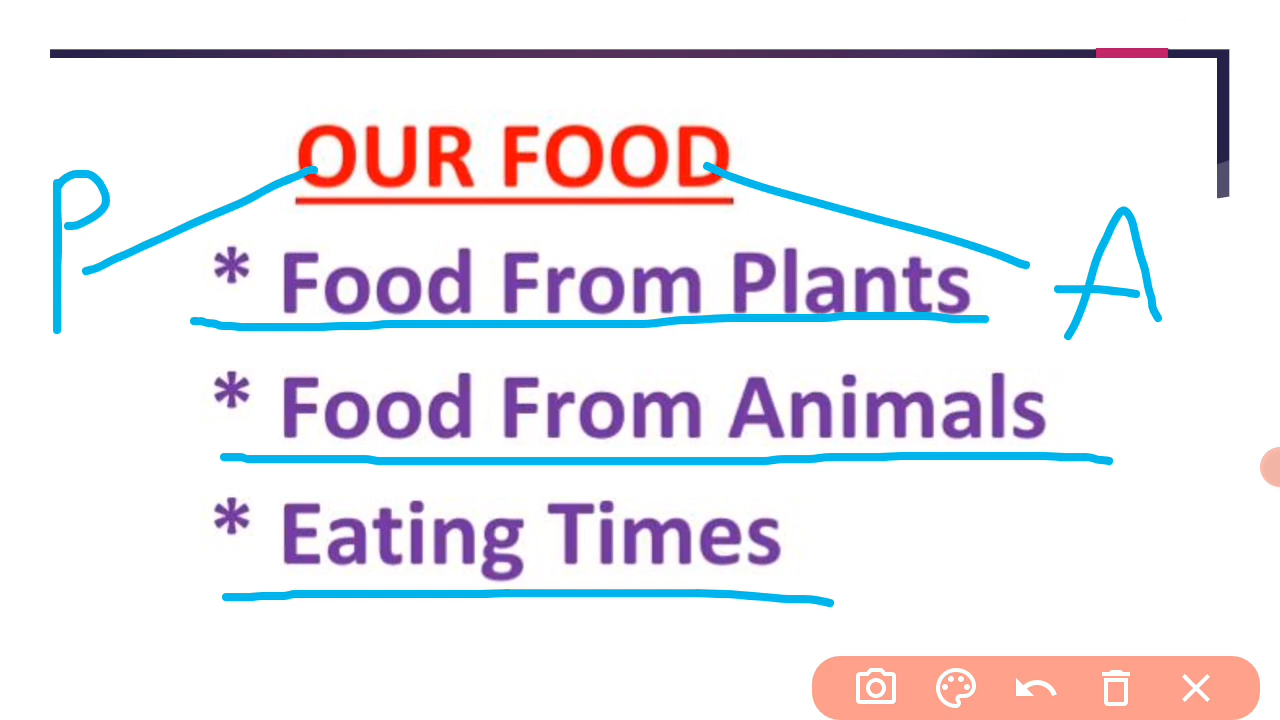 OUR FOOD
P
* Food From Plants
A
* Food From Animals
* Eating Times